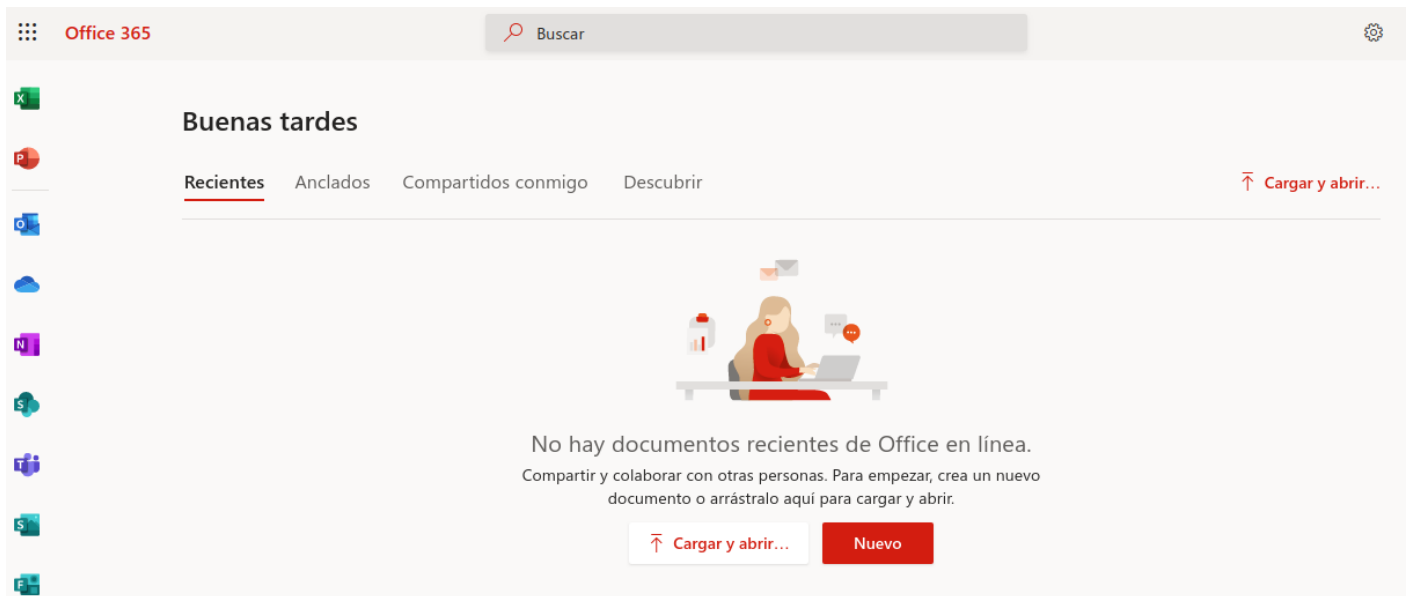 Office 365
Buscar
Buenas tardes
Recientes Anclados Compartidos conmigo Descubrir
Cargar y abrir...
No hay documentos recientes de Office en línea.
Compartir y colaborar con otras personas. Para empezar, crea un nuevo
documento o arrástralo aquí para cargar y abrir.
Cargar y abrir... Nuevo
X
P
O
N
S
T
S
F